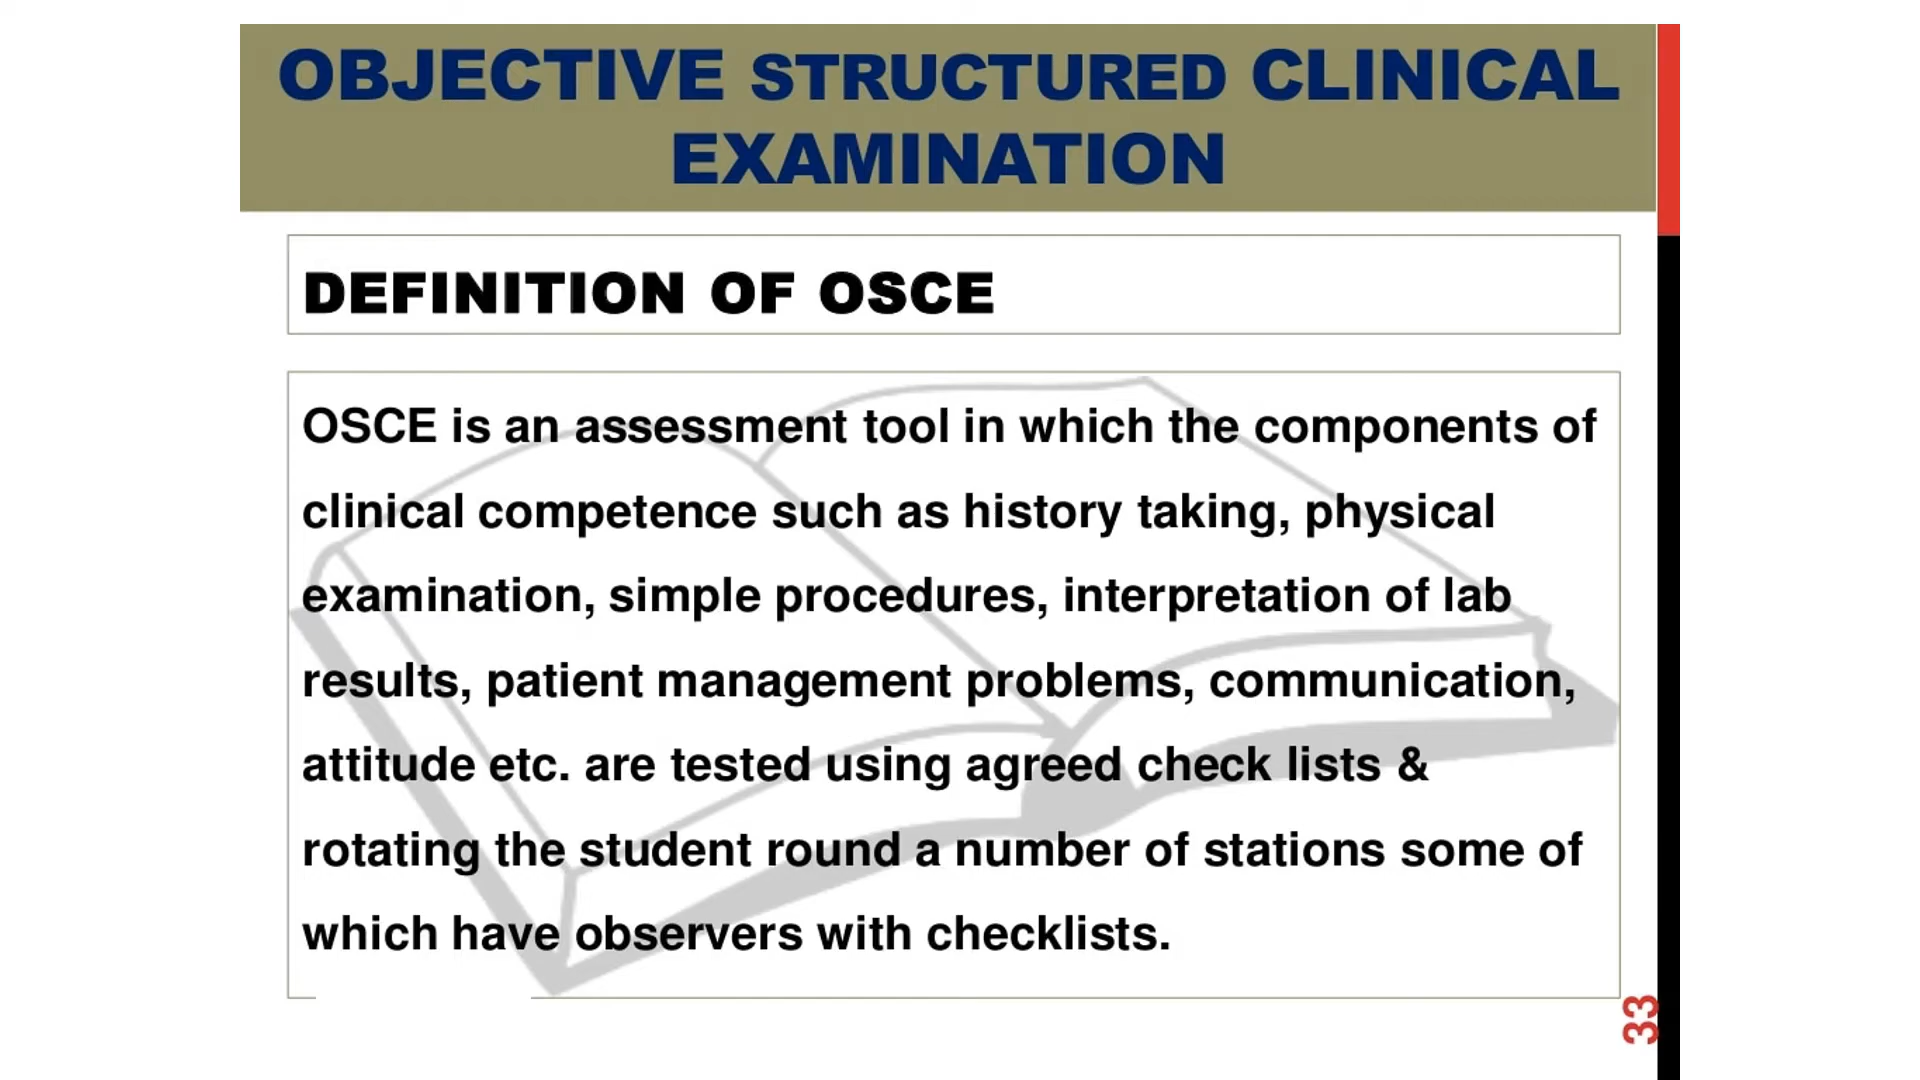 OBJECTIVE STRUCTURED CLINICAL
EXAMINATION
DEFINITION OF OSCE
OSCE is an assessment tool in which the components of
clinical competence such as history taking, physical
examination, simple procedures, interpretation of lab
results, patient management problems, communication,
attitude etc. are tested using agreed check lists &
rotating the student round a number of stations some of
which have observers with checklists.
33